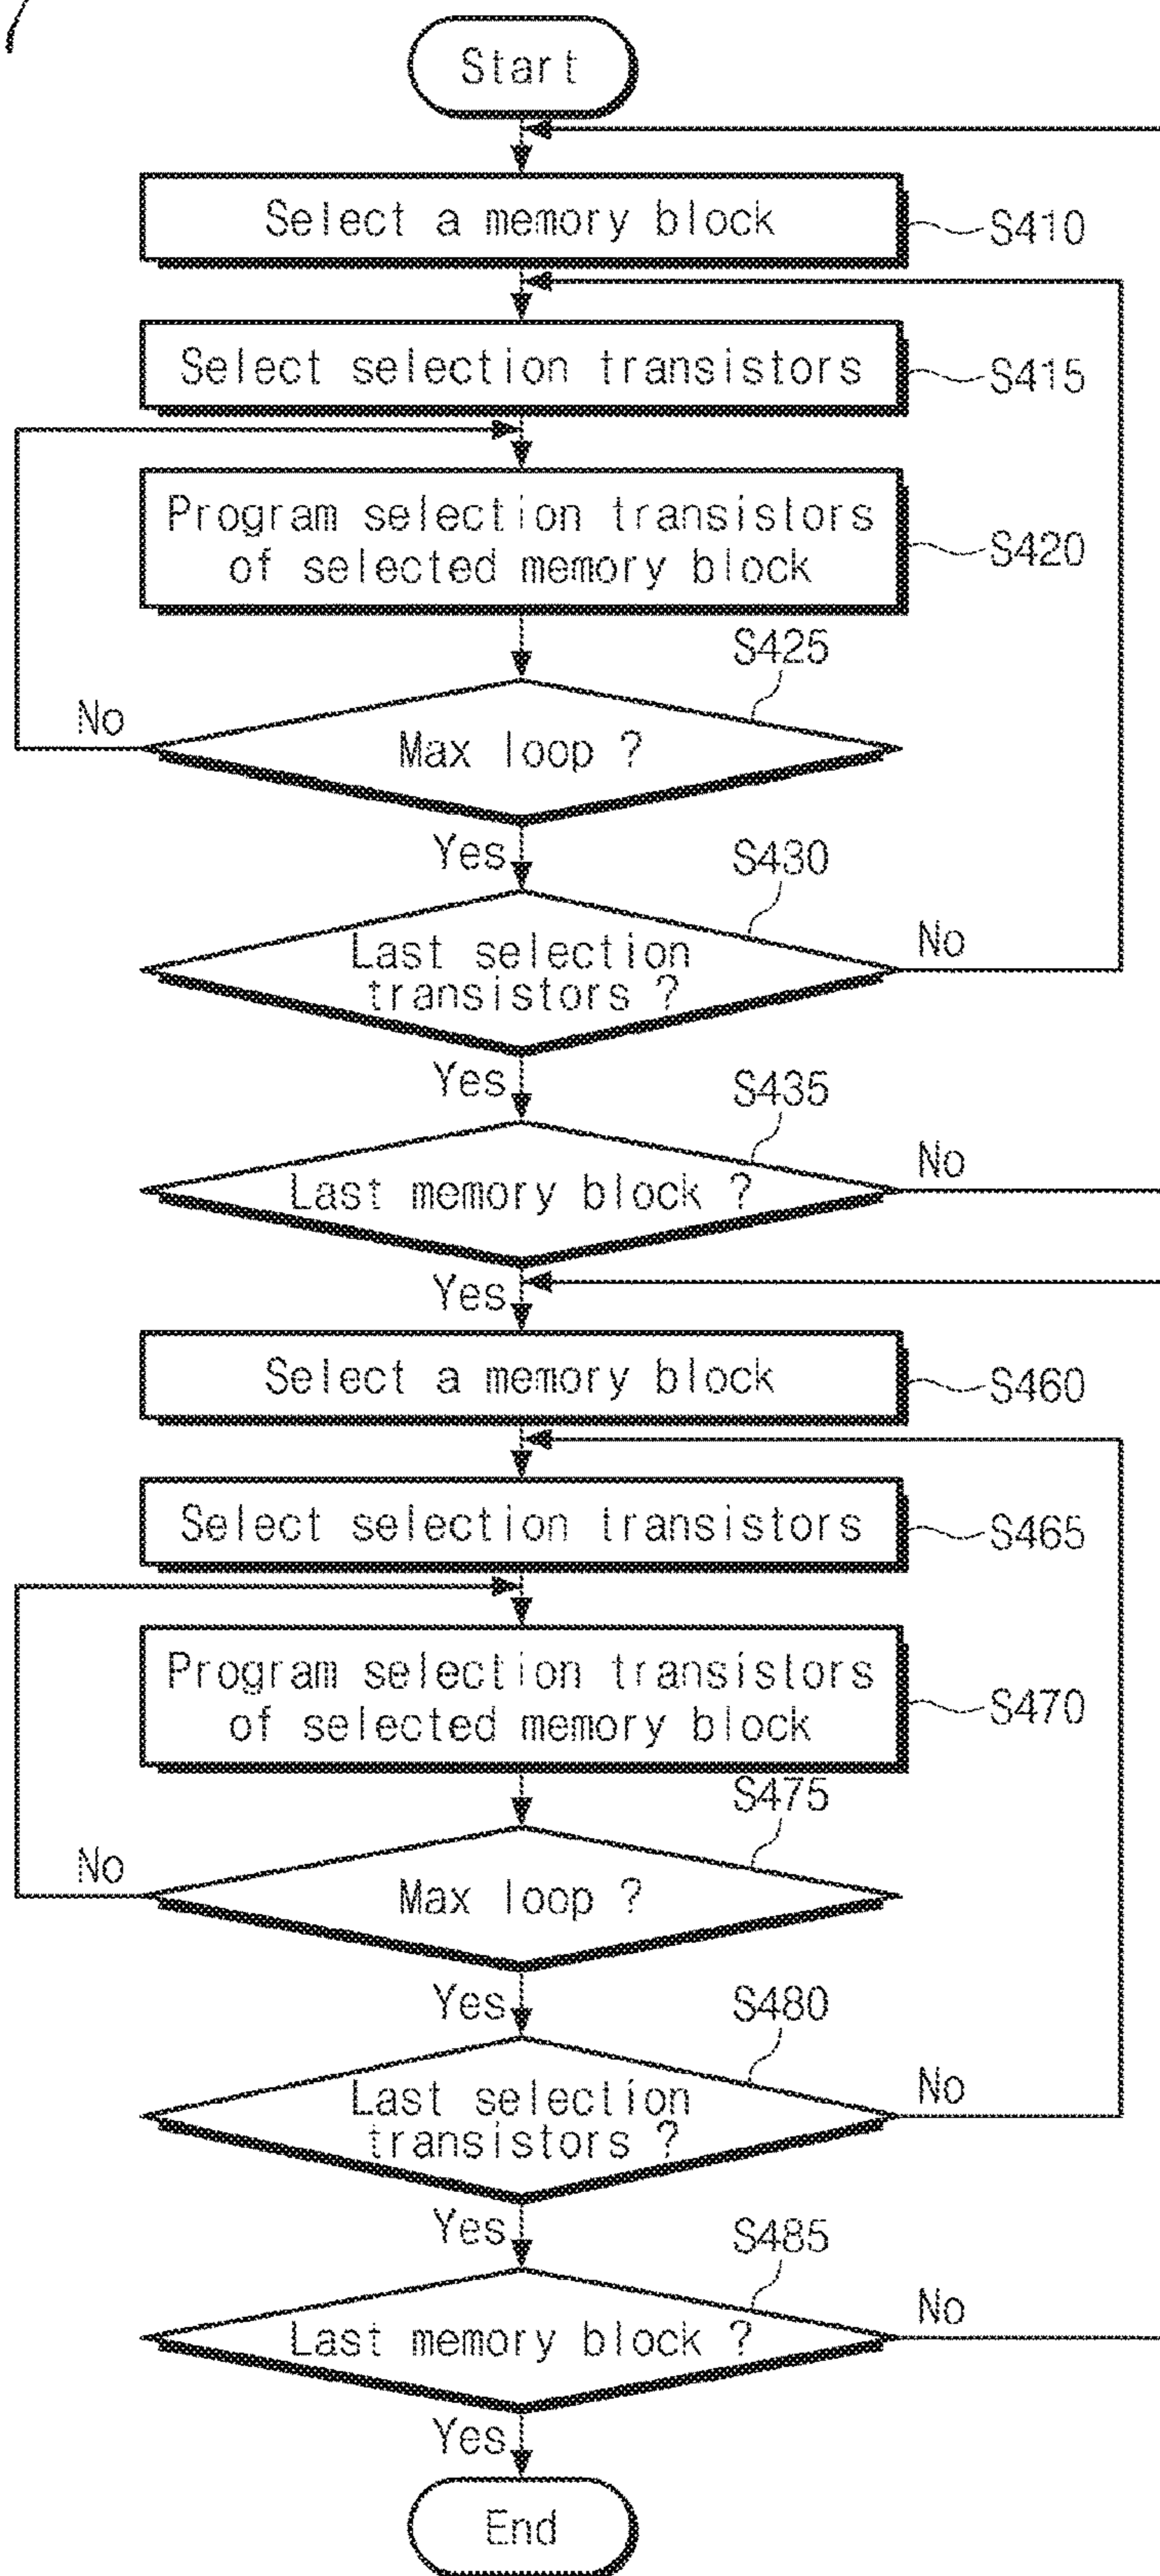 Start
Select a memory block
S410
Select selection transistors
S415
Program selection transistors
of selected memory block
S420
S425
No
Max loop ?
Yes
S430
Last selection
transistors ?
No
Yes
S435
Last memory block ?
No
Yes
Select a memory block
S460
Select selection transistors
S465
Program selection transistors
of selected memory block
S470
S475
No
Max loop ?
Yes
S480
Last selection
transistors ?
No
Yes
S485
Last memory block ?
No
Yes
End